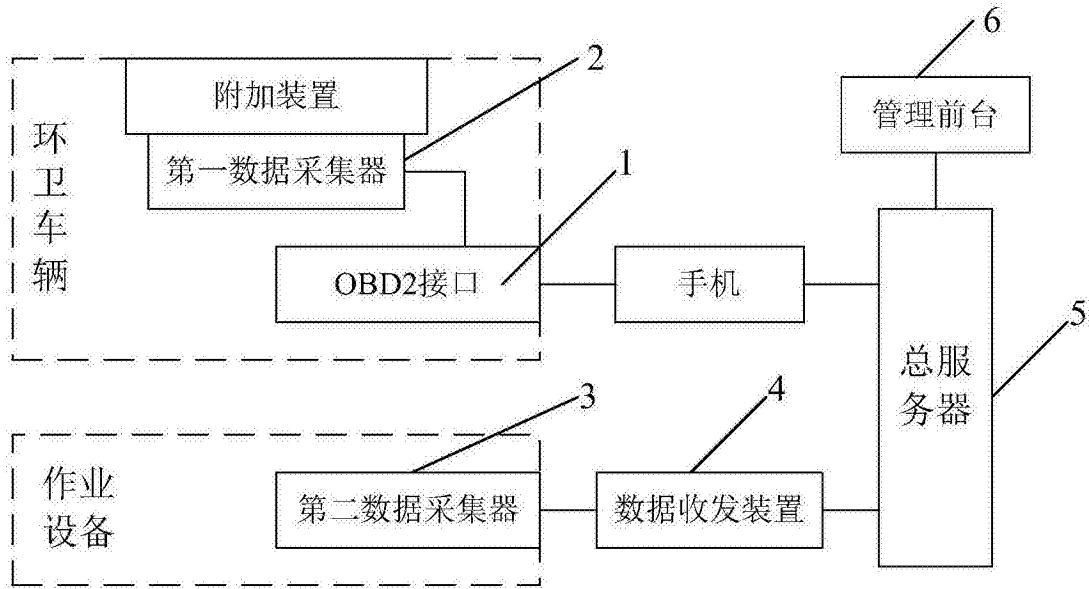 6
附加装置
2
管理前台
环
卫
车
辆
第一数据采集器
1
OBD2接口
手机
5
总服
务器
3
4
作业
设备
第二数据采集器
数据收发装置